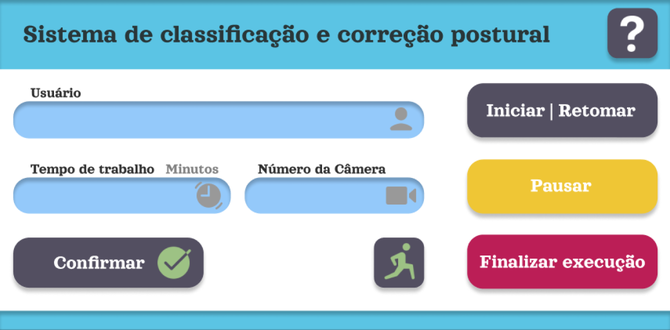 Sistema de classificação e correção postural
?
Usuário
Iniciar | Retomar
Tempo de trabalho Minutos
Número da Câmera
Pausar
Confirmar
Finalizar execução